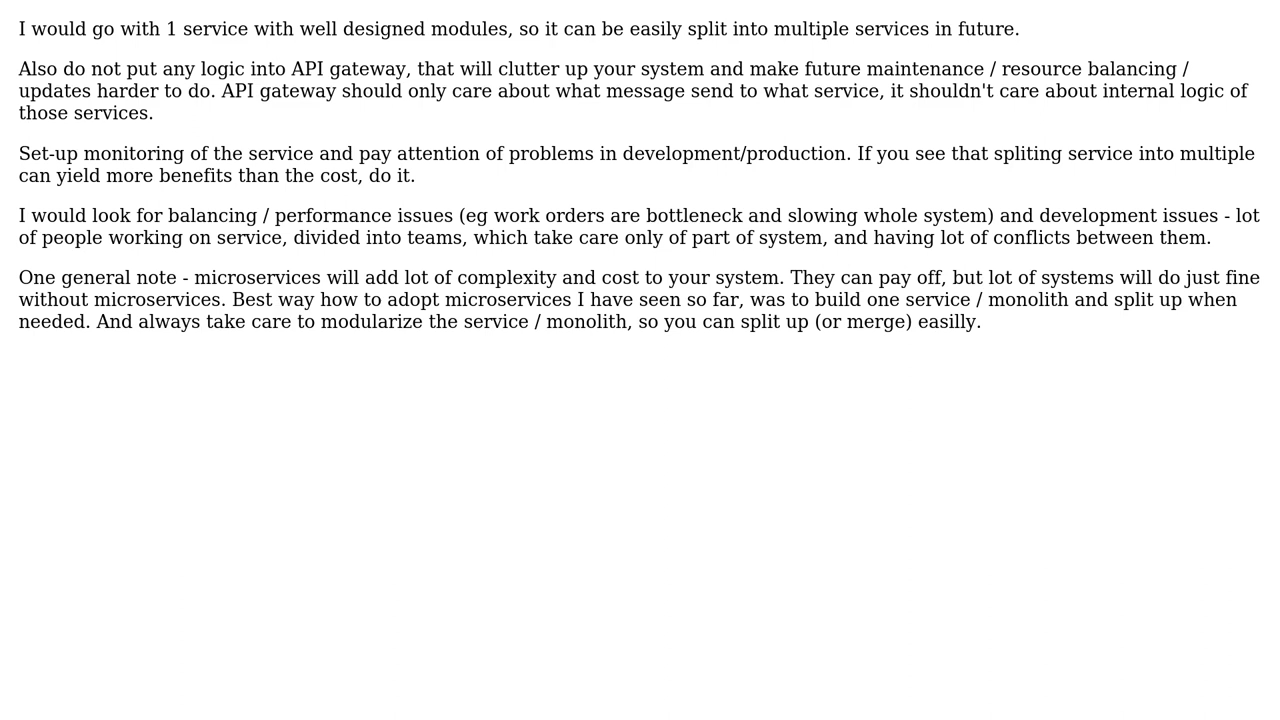 I would go with 1 service with well designed modules, so it can be easily split into multiple services in future.
Also do not put any logic into API gateway, that will clutter up your system and make future maintenance / resource balancing /
updates harder to do. API gateway should only care about what message send to what service, it shouldn't care about internal logic of
those services.
Set-up monitoring of the service and pay attention of problems in development/production. If you see that spliting service into multiple
can yield more benefits than the cost, do it.
I would look for balancing / performance issues (eg work orders are bottleneck and slowing whole system) and development issues - lot
of people working on service, divided into teams, which take care only of part of system, and having lot of conflicts between them.
One general note - microservices will add lot of complexity and cost to your system. They can pay off, but lot of systems will do just fine
without microservices. Best way how to adopt microservices I have seen so far, was to build one service / monolith and split up when
needed. And always take care to modularize the service / monolith, so you can split up (or merge) easilly.